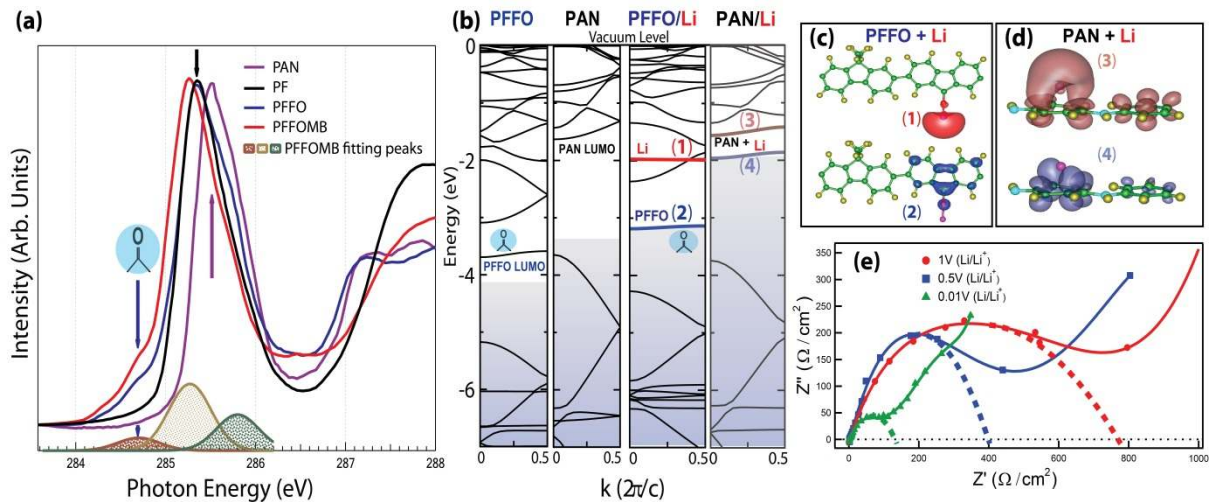 (a)
Intensity (Arb. Units)
PAN
PF
PFFO
PFFOMB
PFFOMB fitting peaks
O
284 285 286 287 288
Photon Energy (eV)
(b)
PFFO PAN PFFO/Li PAN/Li
Vacuum Level
Energy (eV)
0
-2
-4
-6
PFFO LUMO
O
PAN LUMO
Li (1)
PFFO (2)
O
(3)
PAN + Li
(4)
0 0.5 0 0.5 0 0.5 0 0.5
k (2π/c)
(c) PFFO + Li
(1)
(2)
(d) PAN + Li
(3)
(4)
(e)
1V (Li/Li⁺)
0.5V (Li/Li⁺)
0.01V (Li/Li⁺)
Z'' (Ω/cm²)
350
300
250
200
150
100
50
0
0 200 400 600 800 1000
Z' (Ω/cm²)